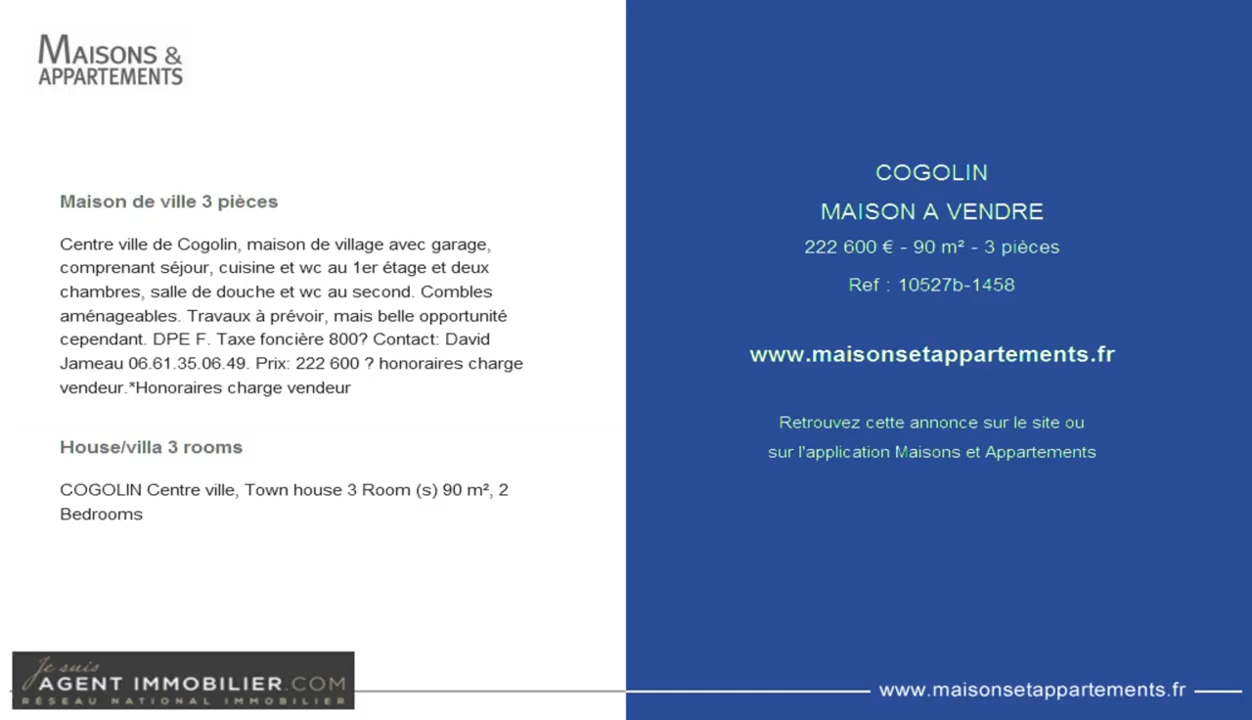 MAISONS &
APPARTEMENTS
Maison de ville 3 pièces
Centre ville de Cogolin, maison de village avec garage,
comprenant séjour, cuisine et wc au 1er étage et deux
chambres, salle de douche et wc au second. Combles
aménageables. Travaux à prévoir, mais belle opportunité
cependant. DPE F. Taxe foncière 800? Contact: David
Jameau 06.61.35.06.49. Prix: 222 600 ? honoraires charge
vendeur.*Honoraires charge vendeur
House/villa 3 rooms
COGOLIN Centre ville, Town house 3 Room (s) 90 m², 2
Bedrooms
Je suis
AGENT IMMOBILIER.COM
RÉSEAU NATIONAL IMMOBILIER
COGOLIN
MAISON A VENDRE
222 600 € - 90 m² - 3 pièces
Ref : 10527b-1458
www.maisonsetappartements.fr
Retrouvez cette annonce sur le site ou
sur l'application Maisons et Appartements
www.maisonsetappartements.fr